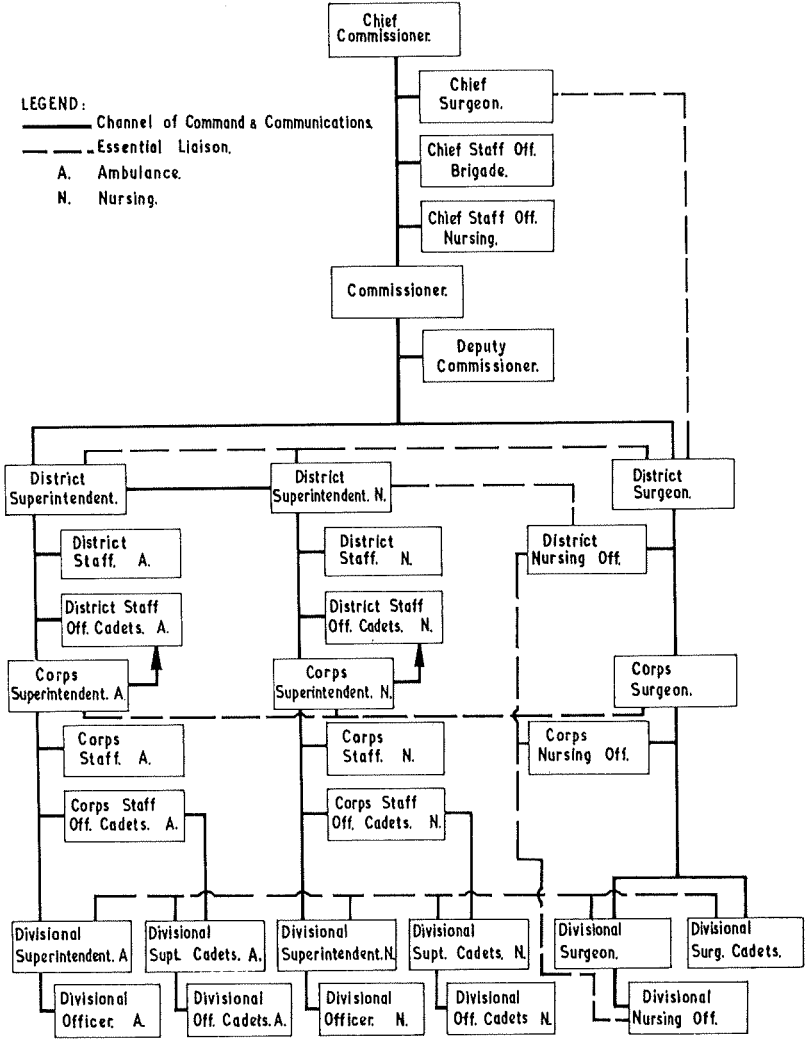 Chief
Commissioner.
LEGEND:
Channel of Command & Communications.
Essential Liaison.
A. Ambulance.
N. Nursing.
Chief
Surgeon.
Chief Staff Off.
Brigade.
Chief Staff Off.
Nursing.
Commissioner.
Deputy
Commissioner.
District
Superintendent.
District
Superintendent. N.
District
Surgeon.
District
Staff. A.
District
Staff. N.
District
Nursing Off.
District Staff
Off. Cadets. A.
District Staff
Off. Cadets. N.
Corps
Superintendent. A.
Corps
Superintendent. N.
Corps
Surgeon.
Corps
Staff. A.
Corps
Staff. N.
Corps
Nursing Off.
Corps Staff
Off. Cadets. A.
Corps Staff
Off. Cadets. N.
Divisional
Superintendent. A
Divisional
Supt. Cadets. A.
Divisional
Superintendent. N.
Divisional
Supt. Cadets. N.
Divisional
Surgeon.
Divisional
Surg. Cadets.
Divisional
Officer. A.
Divisional
Off. Cadets. A.
Divisional
Officer. N.
Divisional
Off. Cadets N.
Divisional
Nursing Off.